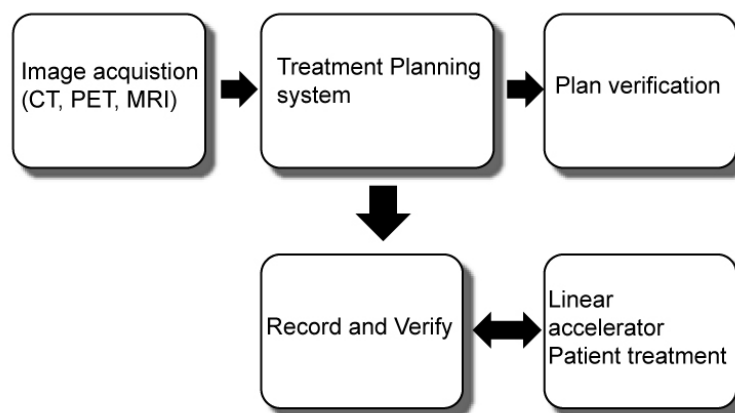 Image acquistion
(CT, PET, MRI)
Treatment Planning
system
Plan verification
Record and Verify
Linear
accelerator
Patient treatment